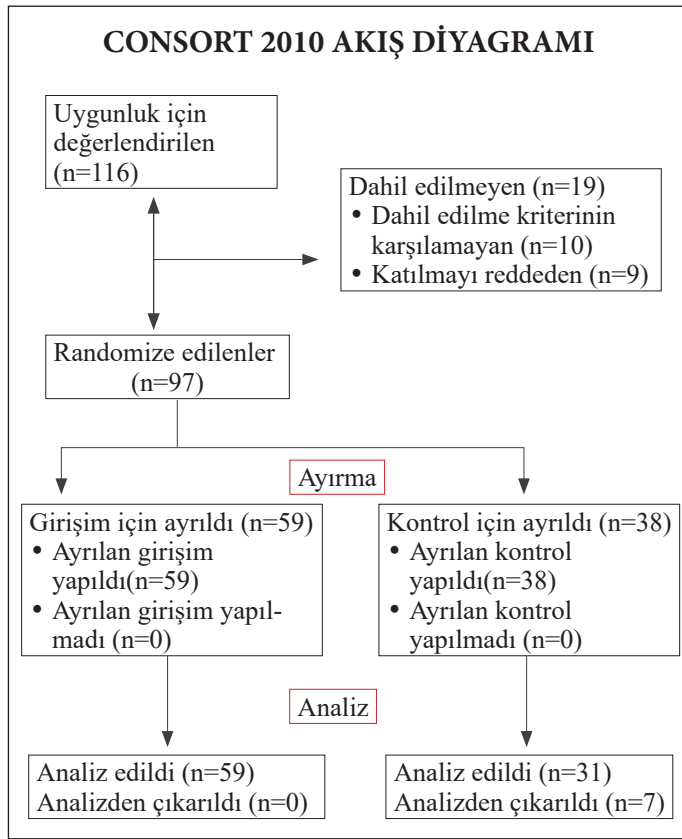 CONSORT 2010 AKIŞ DİYAGRAMI
Uygunluk için
değerlendirilen
(n=116)
Dahil edilmeyen (n=19)
• Dahil edilme kriterinin
karşılamayan (n=10)
• Katılmayı reddeden (n=9)
Randomize edilenler
(n=97)
Ayırma
Girişim için ayrıldı (n=59)
• Ayrılan girişim
yapıldı(n=59)
• Ayrılan girişim yapıl-
madı (n=0)
Kontrol için ayrıldı (n=38)
• Ayrılan kontrol
yapıldı(n=38)
• Ayrılan kontrol
yapılmadı (n=0)
Analiz
Analiz edildi (n=59)
Analizden çıkarıldı (n=0)
Analiz edildi (n=31)
Analizden çıkarıldı (n=7)